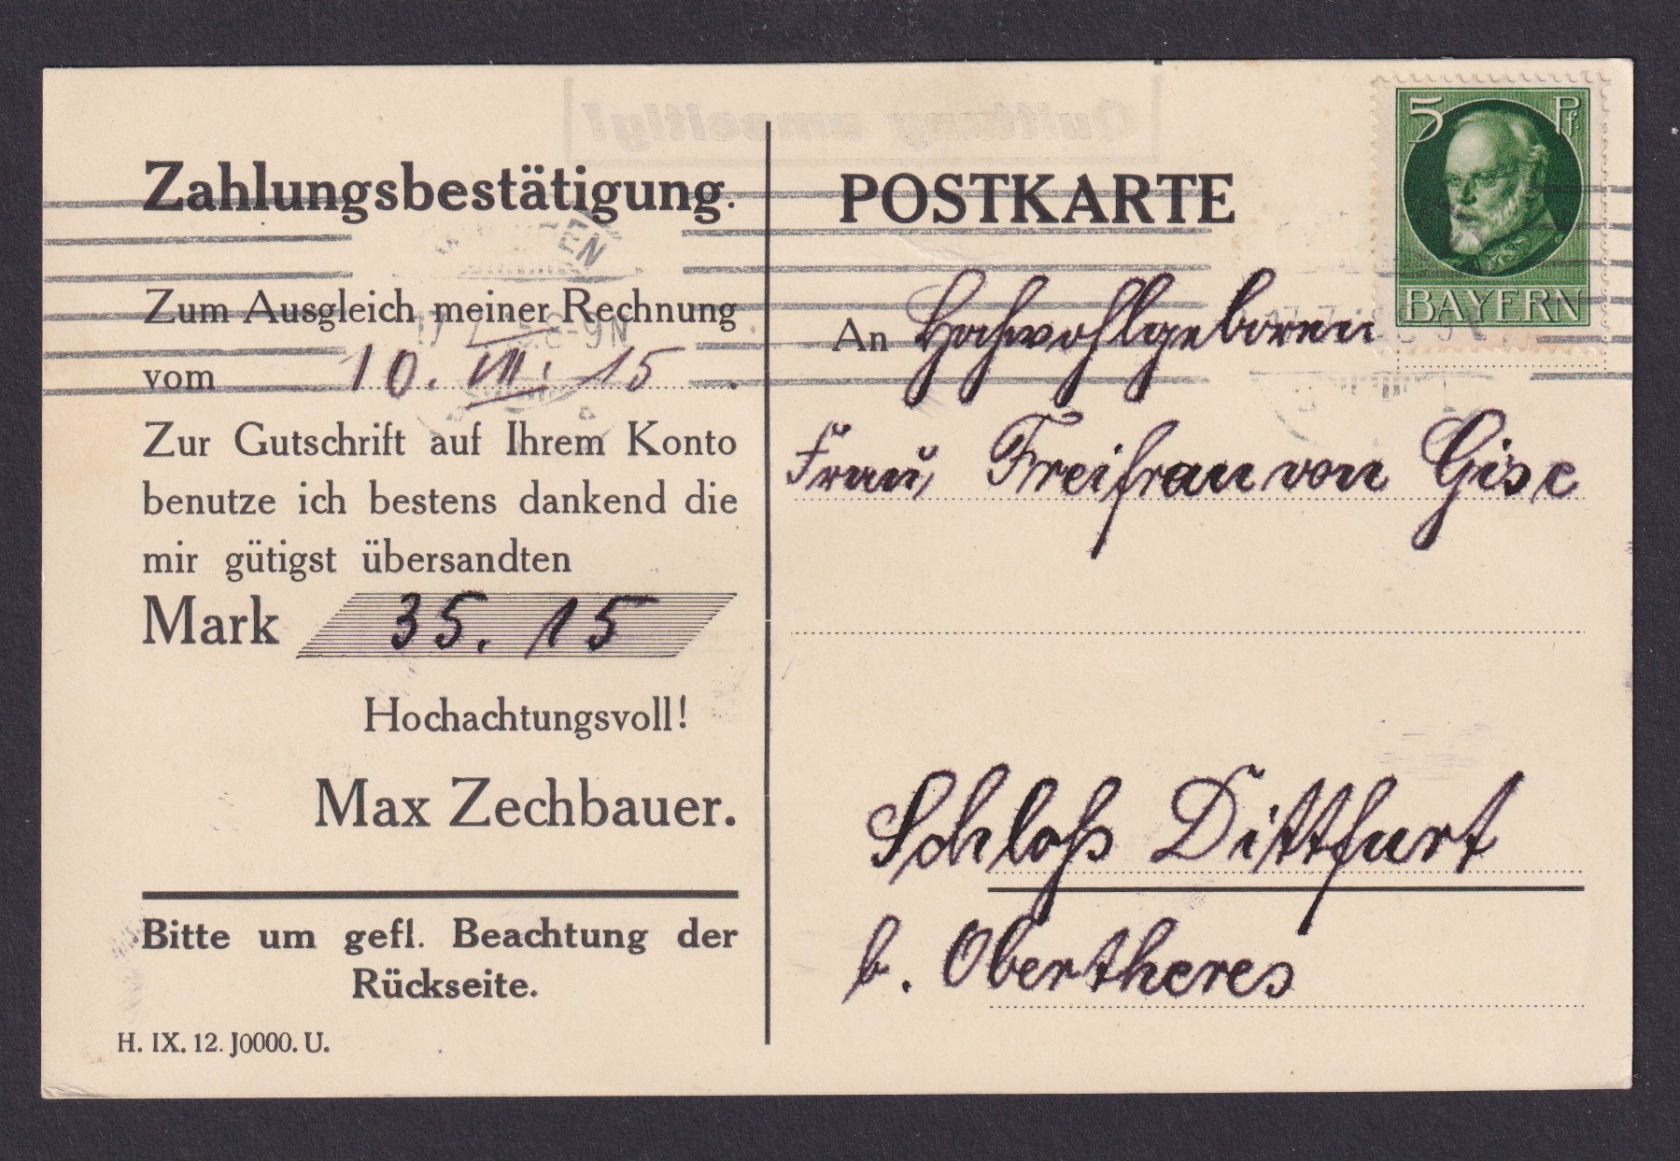 Quittung umseitig!
Zahlungsbestätigung.
MÜNCHEN
Zum Ausgleich meiner Rechnung
vom 10. VII. 15.
Zur Gutschrift auf Ihrem Konto
benutze ich bestens dankend die
mir gütigst übersandten
Mark 35. 15
Hochachtungsvoll!
Max Zechbauer.
Bitte um gefl. Beachtung der
Rückseite.
H. IX. 12. J0000. U.
POSTKARTE
5 Pf.
BAYERN
An Hochwohlgeboren
Frau, Freifrau von Gise
Schloß Dittfurt
b. Obertheres